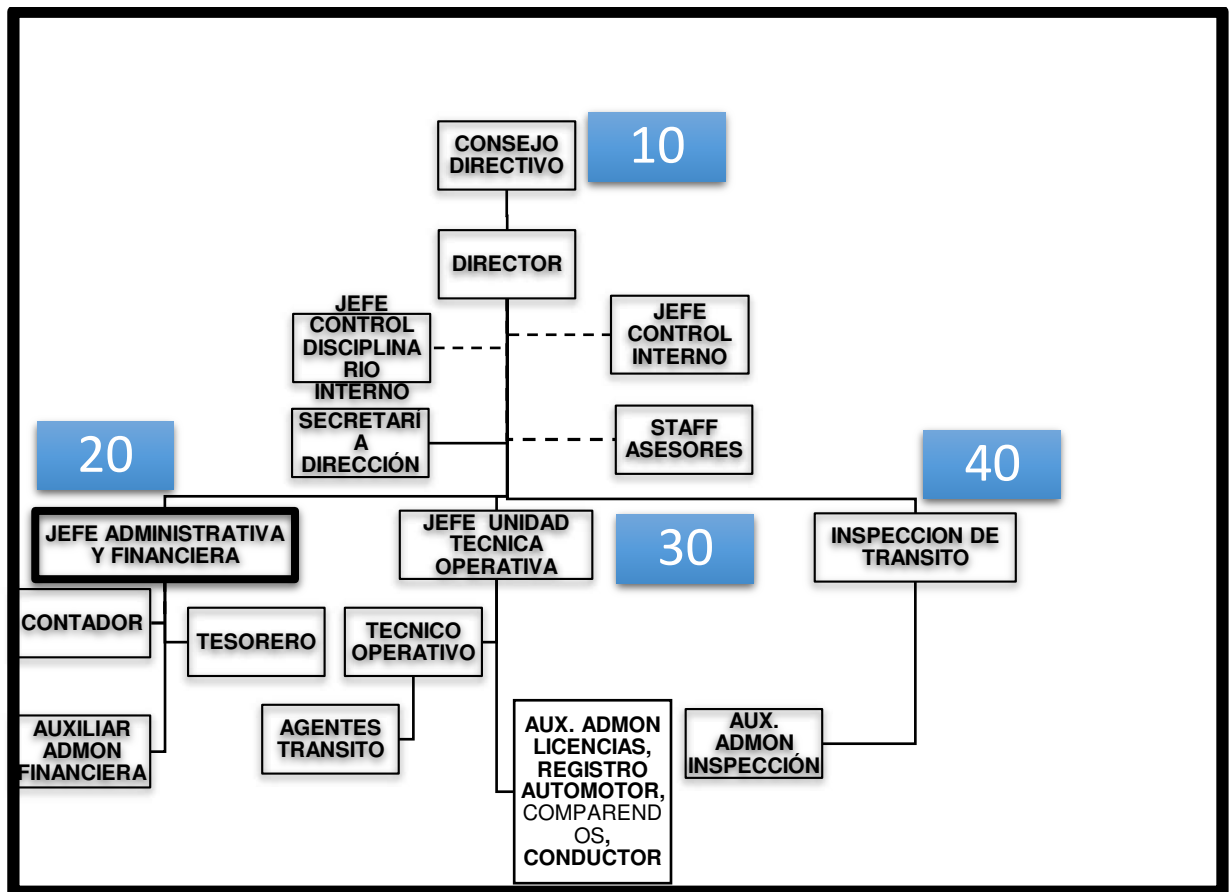 CONSEJO
DIRECTIVO
10
DIRECTOR
JEFE
CONTROL
DISCIPLINA
RIO
INTERNO
JEFE
CONTROL
INTERNO
SECRETARÍ
A
DIRECCIÓN
STAFF
ASESORES
20
40
JEFE ADMINISTRATIVA
Y FINANCIERA
JEFE UNIDAD
TECNICA
OPERATIVA
30
INSPECCION DE
TRANSITO
CONTADOR
TESORERO
TECNICO
OPERATIVO
AUXILIAR
ADMON
FINANCIERA
AGENTES
TRANSITO
AUX. ADMON
LICENCIAS,
REGISTRO
AUTOMOTOR,
COMPAREND
OS,
CONDUCTOR
AUX.
ADMON
INSPECCIÓN